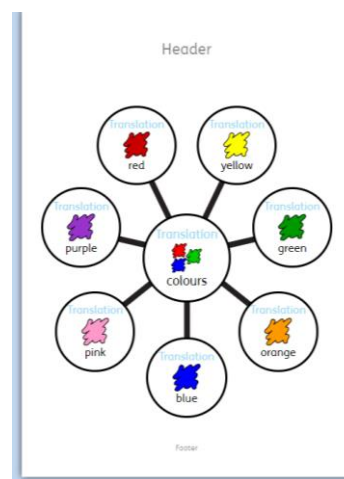 Header
Translation
red
Translation
yellow
Translation
purple
Translation
colours
Translation
green
Translation
pink
Translation
orange
Translation
blue
Footer